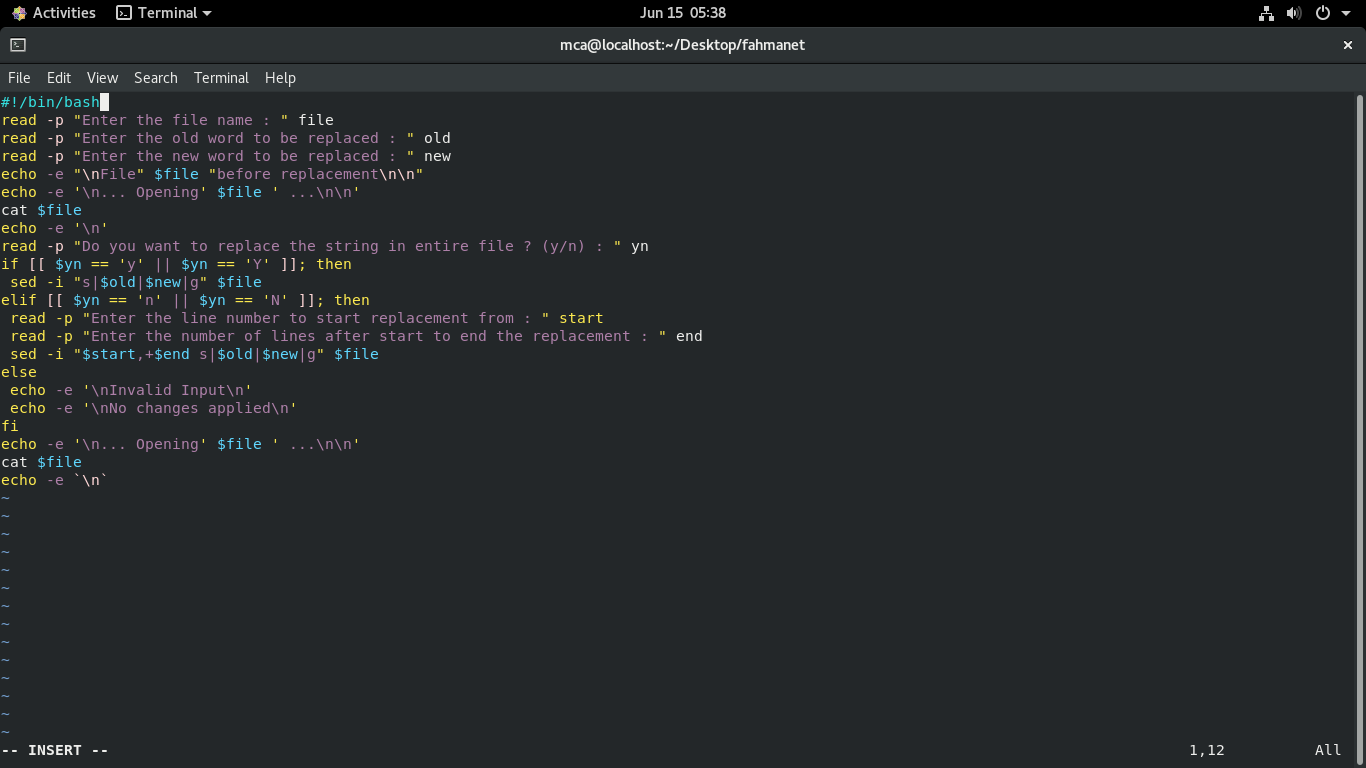 Activities Terminal Jun 15 05:38
mca@localhost:~/Desktop/fahmanet ×
File Edit View Search Terminal Help
#!/bin/bash
read -p "Enter the file name : " file
read -p "Enter the old word to be replaced : " old
read -p "Enter the new word to be replaced : " new
echo -e "\nFile" $file "before replacement\n\n"
echo -e '\n... Opening' $file ' ...\n\n'
cat $file
echo -e '\n'
read -p "Do you want to replace the string in entire file ? (y/n) : " yn
if [[ $yn == 'y' || $yn == 'Y' ]]; then
 sed -i "s|$old|$new|g" $file
elif [[ $yn == 'n' || $yn == 'N' ]]; then
 read -p "Enter the line number to start replacement from : " start
 read -p "Enter the number of lines after start to end the replacement : " end
 sed -i "$start,+$end s|$old|$new|g" $file
else
 echo -e '\nInvalid Input\n'
 echo -e '\nNo changes applied\n'
fi
echo -e '\n... Opening' $file ' ...\n\n'
cat $file
echo -e `\n`
~
~
~
~
~
~
~
~
~
~
~
~
~
~
-- INSERT -- 1,12 All